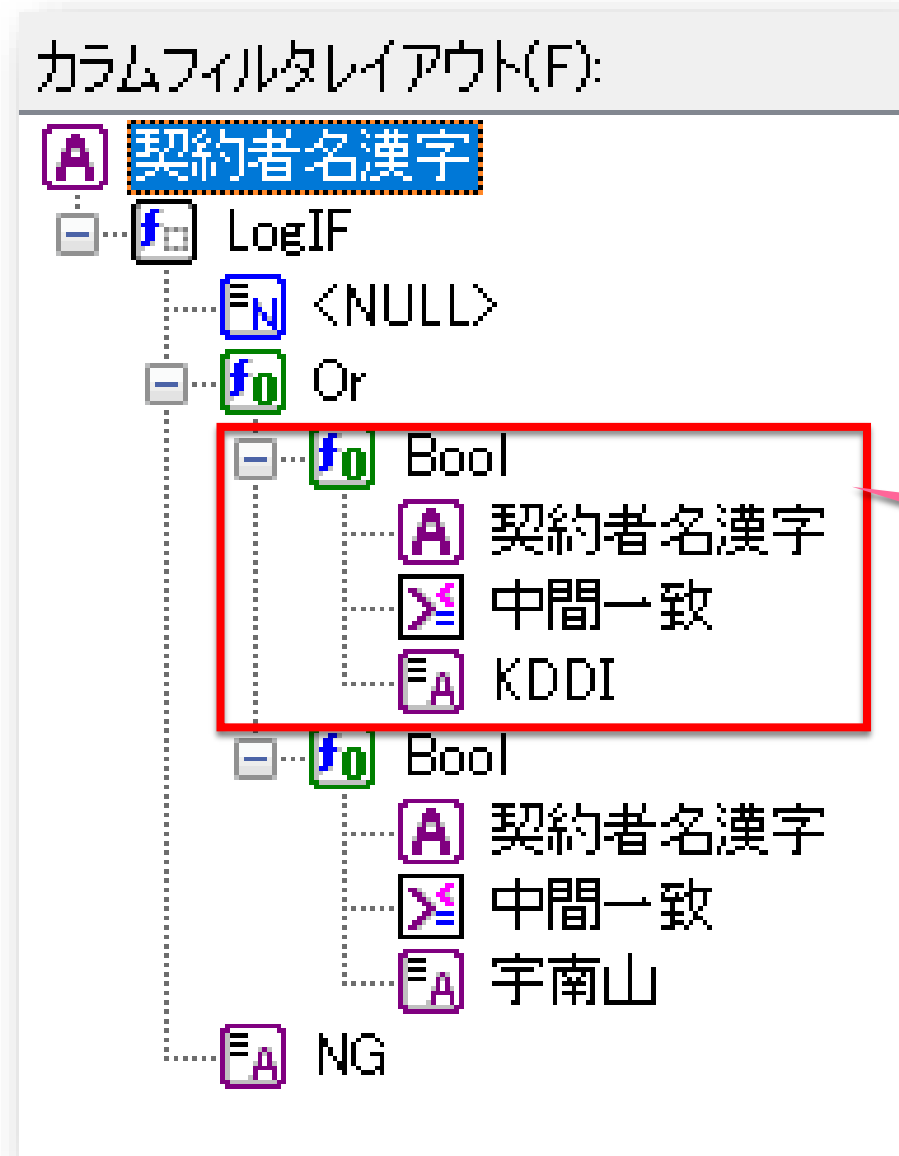 カラムフィルタレイアウト(F):
契約者名漢字
LogIF
<NULL>
Or
Bool
契約者名漢字
中間一致
KDDI
Bool
契約者名漢字
中間一致
宇南山
NG